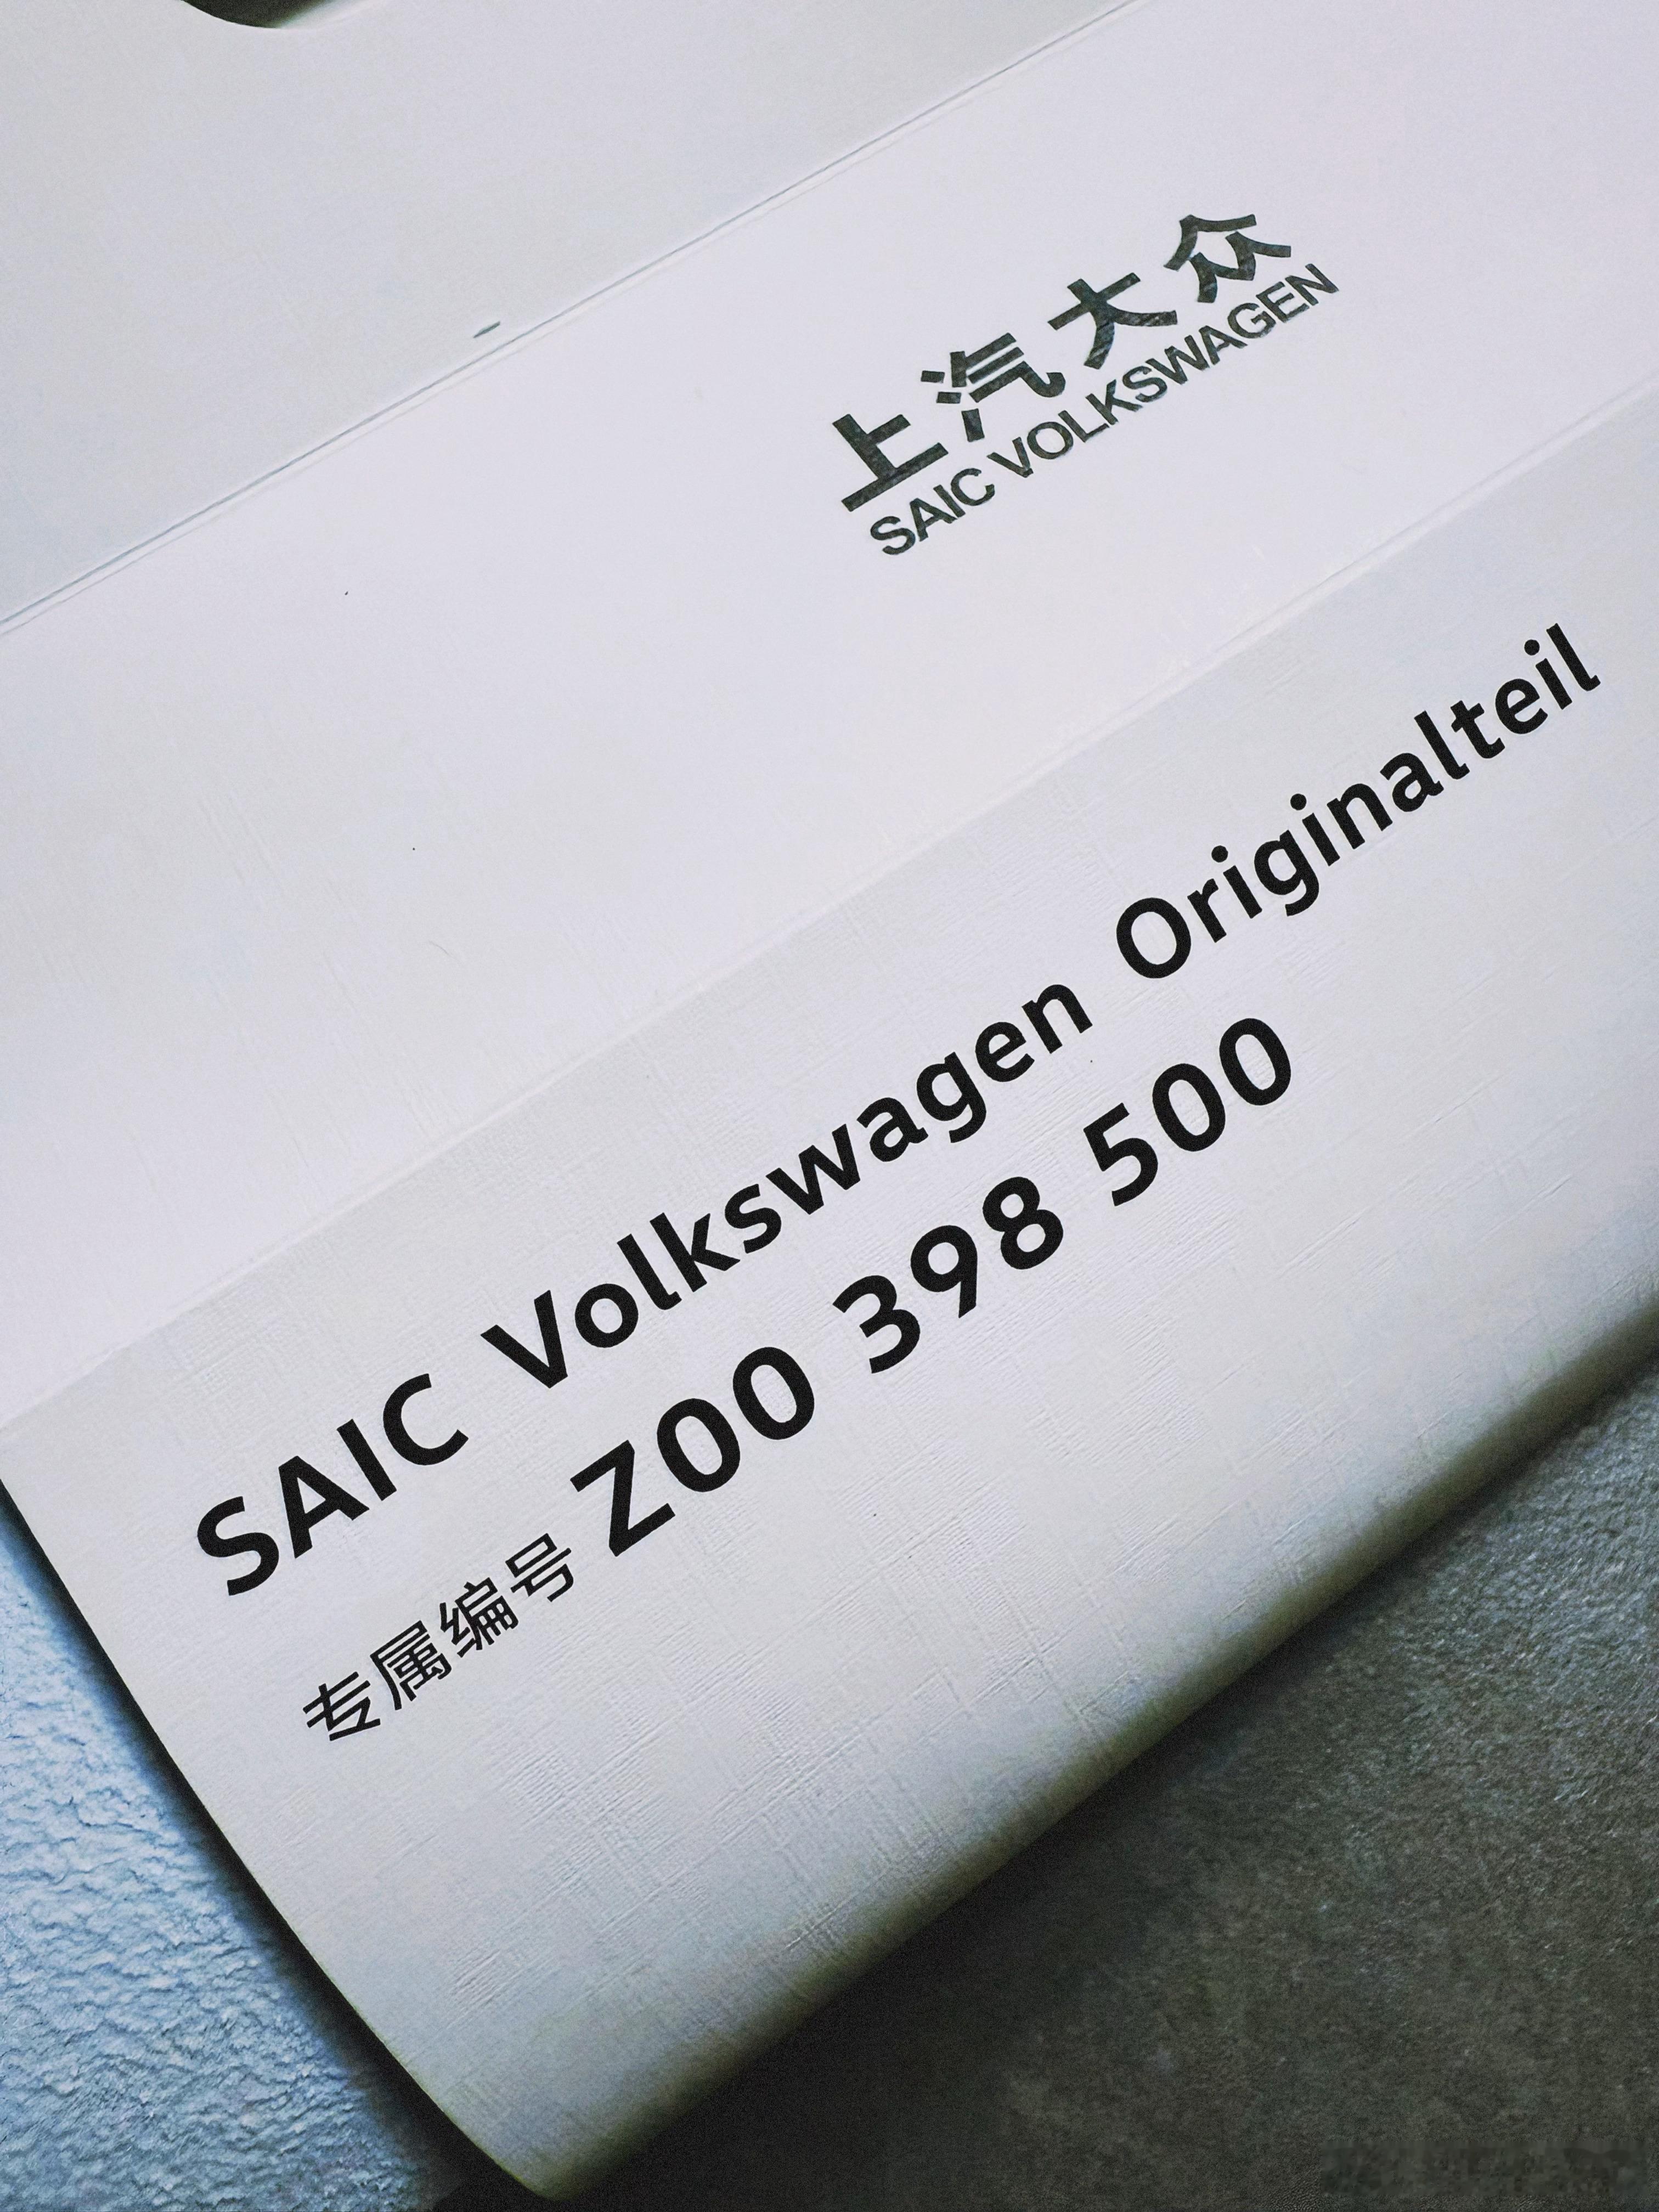 上汽大众
SAIC VOLKSWAGEN
SAIC Volkswagen Originalteil
专属编号 Z00 398 500